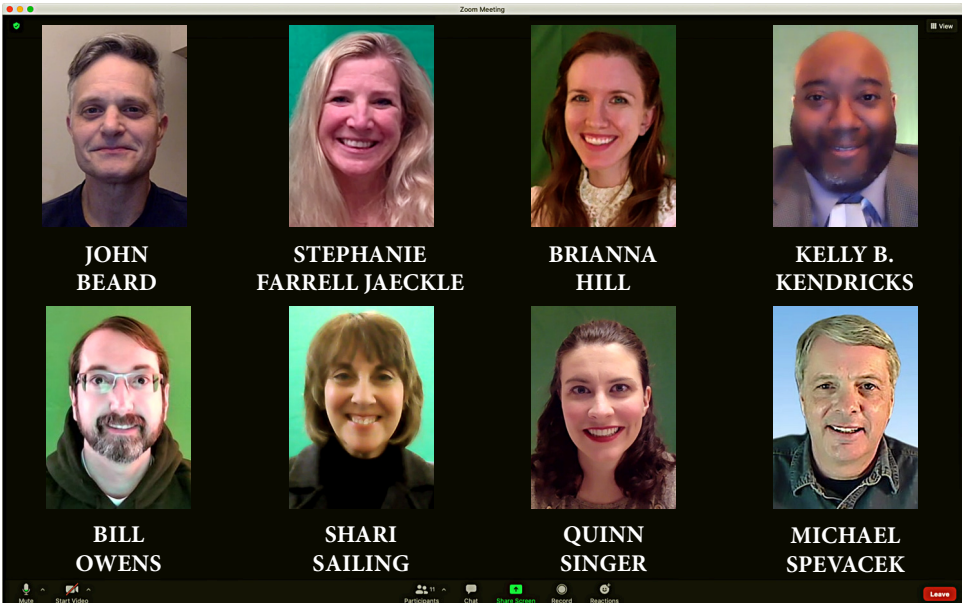 Zoom Meeting
View
JOHN
BEARD
STEPHANIE
FARRELL JAECKLE
BRIANNA
HILL
KELLY B.
KENDRICKS
BILL
OWENS
SHARI
SAILING
QUINN
SINGER
MICHAEL
SPEVACEK
Mute
Start Video
Participants
11
Chat
Share Screen
Record
Reactions
Leave